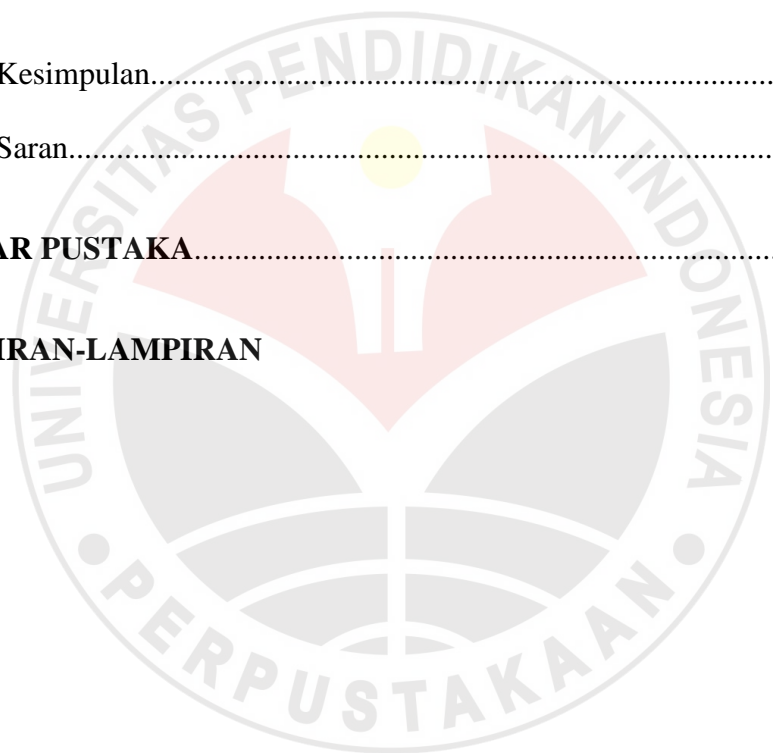 Kesimpulan....................................................................................
Saran..............................................................................................
AR PUSTAKA..............................................................................
IRAN-LAMPIRAN
UNIVERSITAS PENDIDIKAN INDONESIA
• PERPUSTAKAAN •